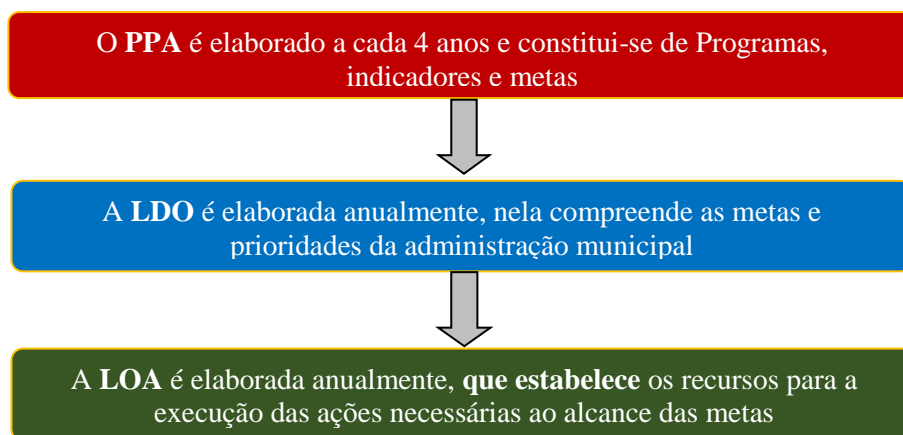 O PPA é elaborado a cada 4 anos e constitui-se de Programas,
indicadores e metas
A LDO é elaborada anualmente, nela compreende as metas e
prioridades da administração municipal
A LOA é elaborada anualmente, que estabelece os recursos para a
execução das ações necessárias ao alcance das metas